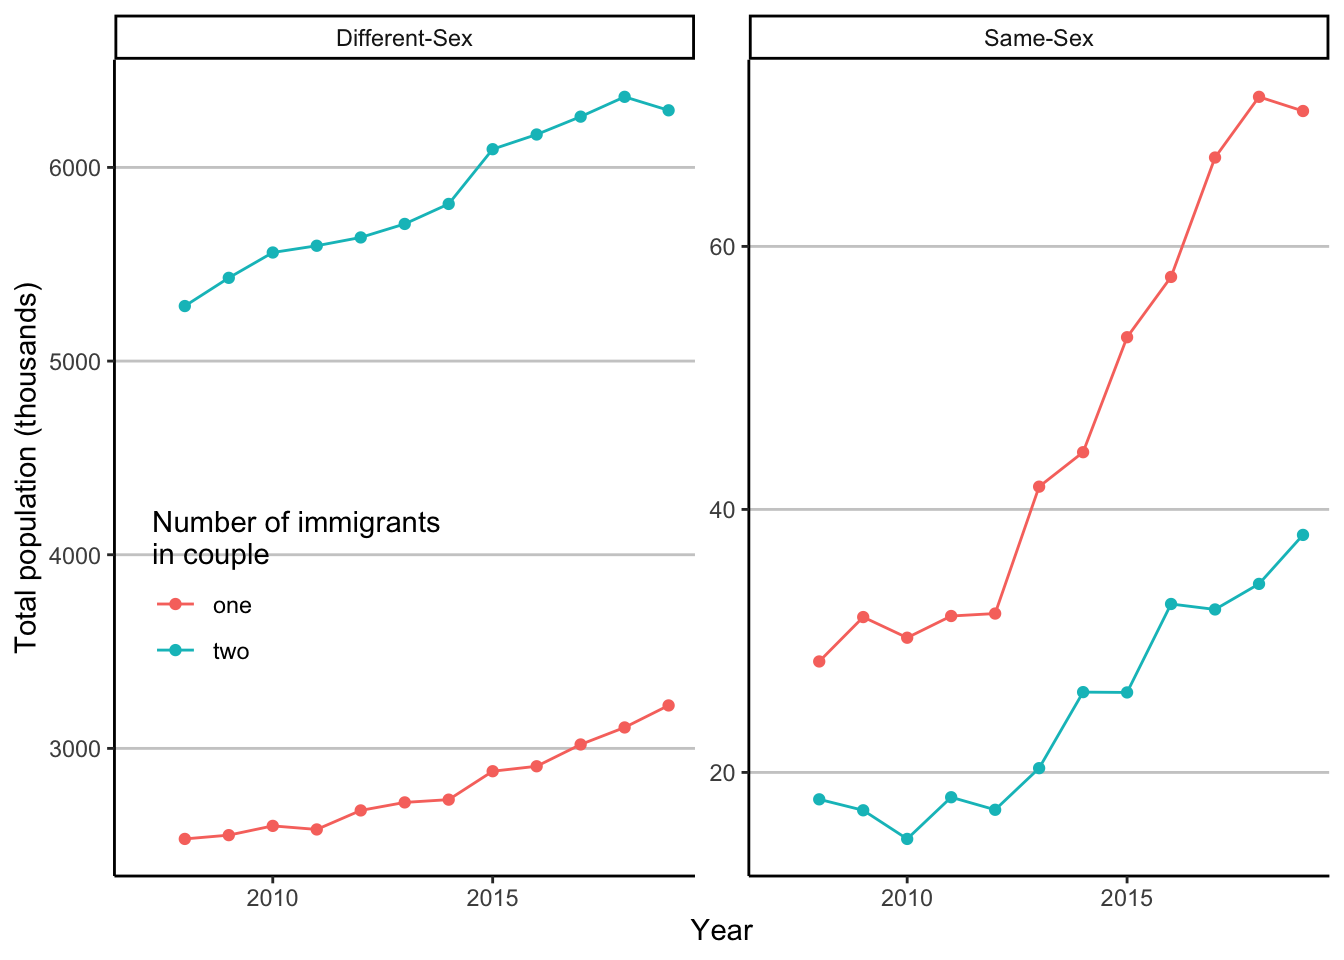 Different-Sex
Same-Sex
Total population (thousands)
6000
5000
4000
3000
Number of immigrants
in couple
one
two
60
40
20
2010
2015
2010
2015
Year